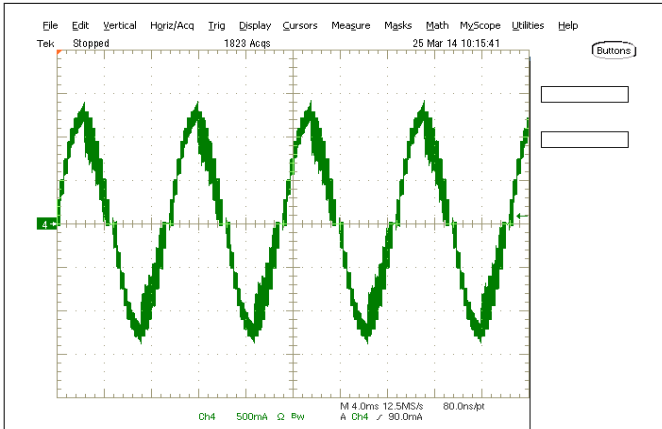 File Edit Vertical Horiz/Acq Trig Display Cursors Measure Masks Math MyScope Utilities Help
Tek Stopped 1823 Acqs 25 Mar 14 10:15:41
Buttons
4
M 4.0ms 12.5MS/s 80.0ns/pt
Ch4 500mA Ω Bw A Ch4 ∕ 90.0mA